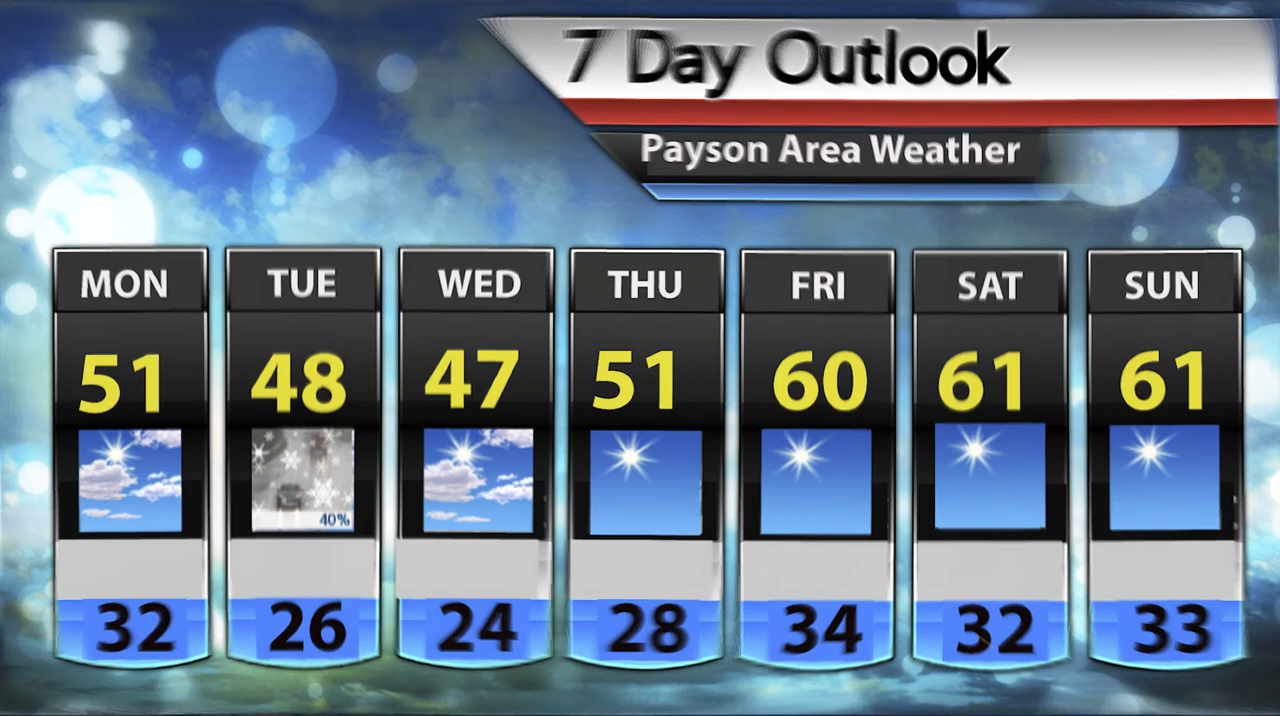 7 Day Outlook
Payson Area Weather
MON TUE WED THU FRI SAT SUN
51 48 47 51 60 61 61
40%
32 26 24 28 34 32 33